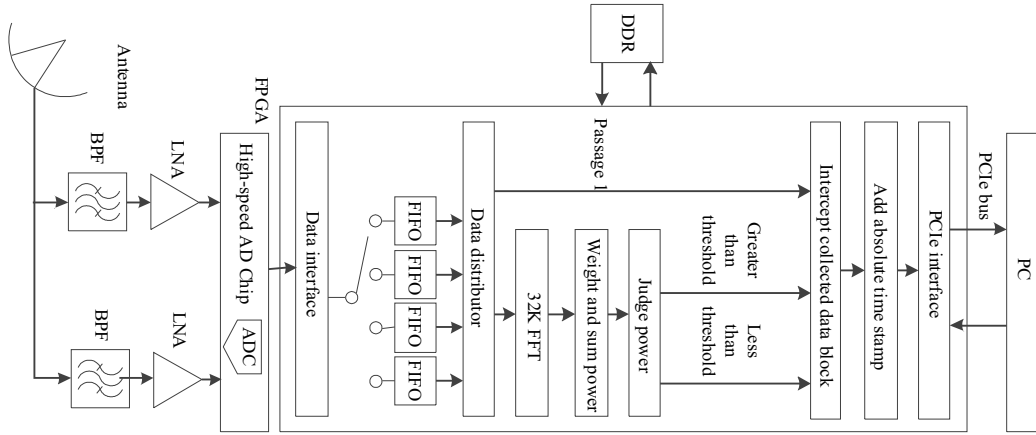 Antenna
BPF
LNA
BPF
LNA
FPGA
High-speed AD Chip
ADC
Data interface
FIFO
FIFO
FIFO
FIFO
Data distributor
32K FFT
Weight and sum power
Judge power
DDR
Passage 1
Greater
than
threshold
Less
than
threshold
Intercept collected data block
Add absolute time stamp
PCIe interface
PCIe bus
PC